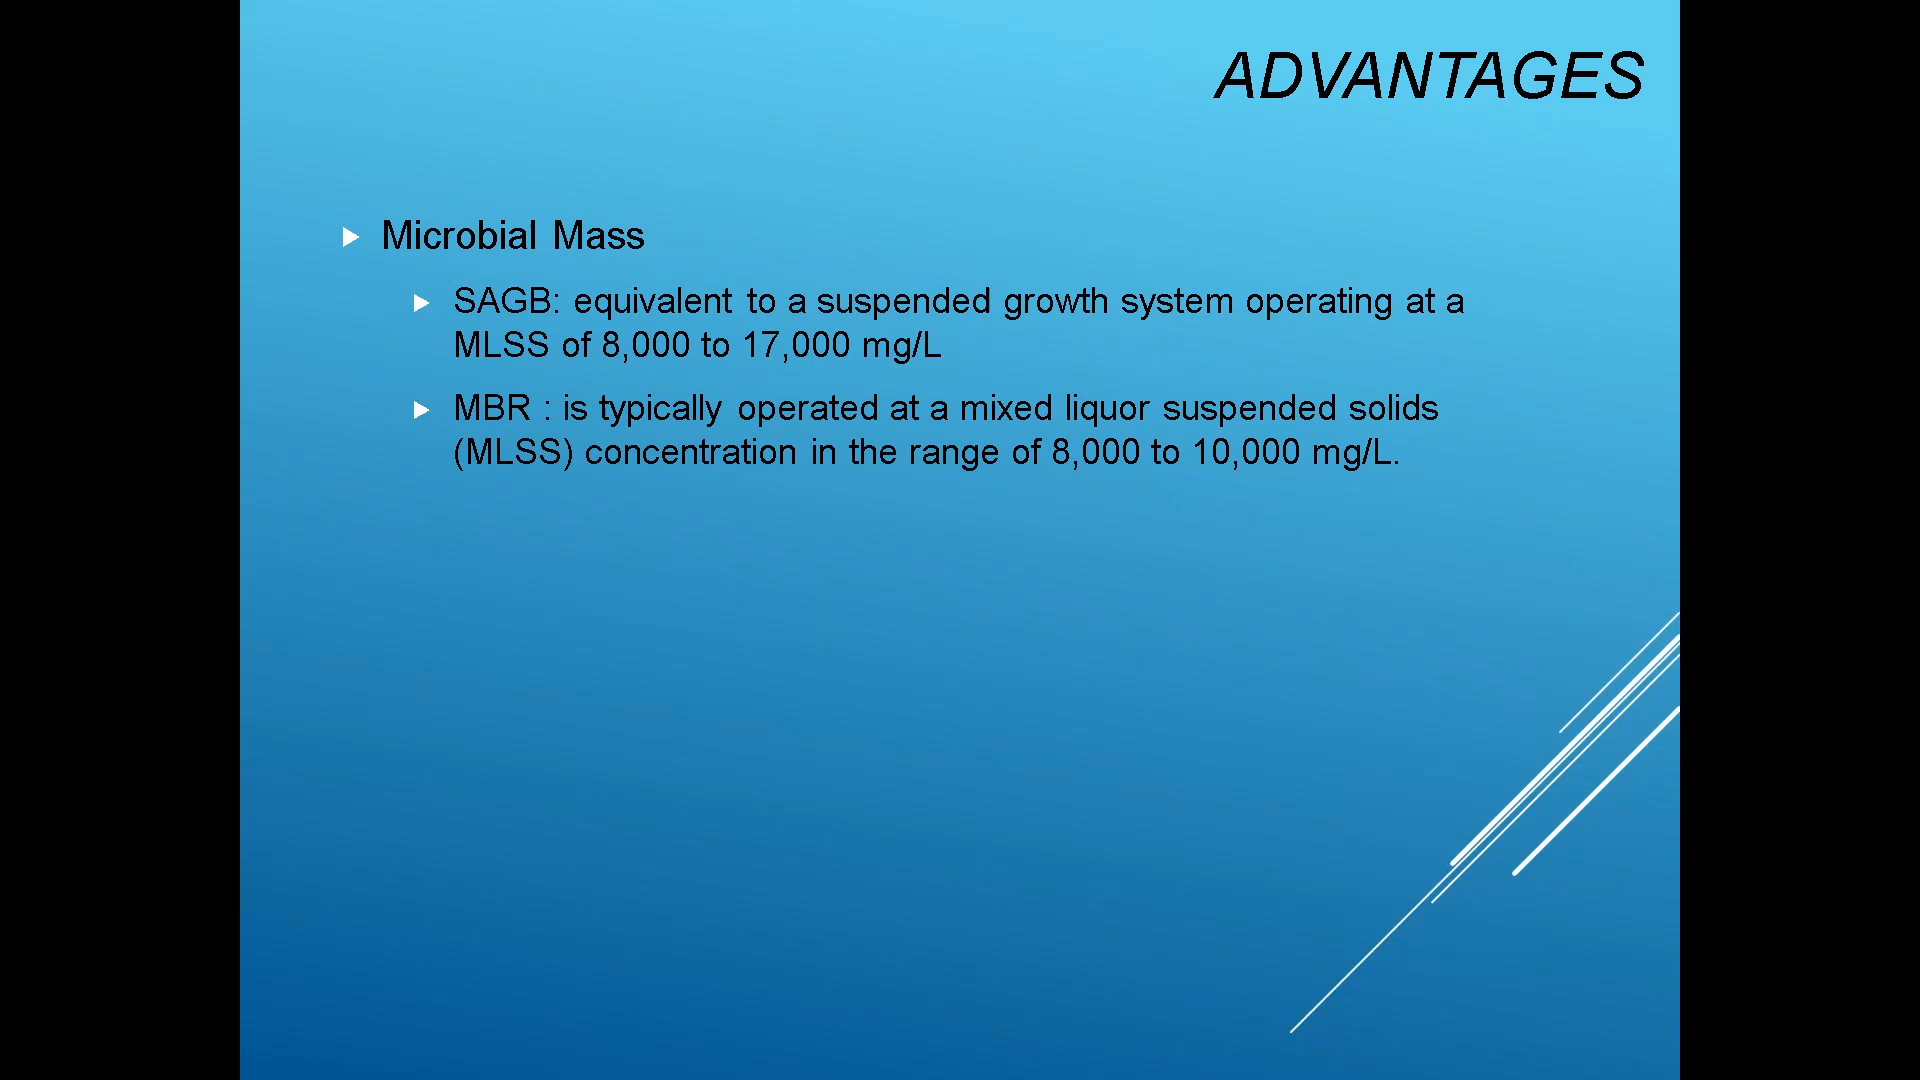 ADVANTAGES
Microbial Mass
SAGB: equivalent to a suspended growth system operating at a
MLSS of 8,000 to 17,000 mg/L
MBR : is typically operated at a mixed liquor suspended solids
(MLSS) concentration in the range of 8,000 to 10,000 mg/L.